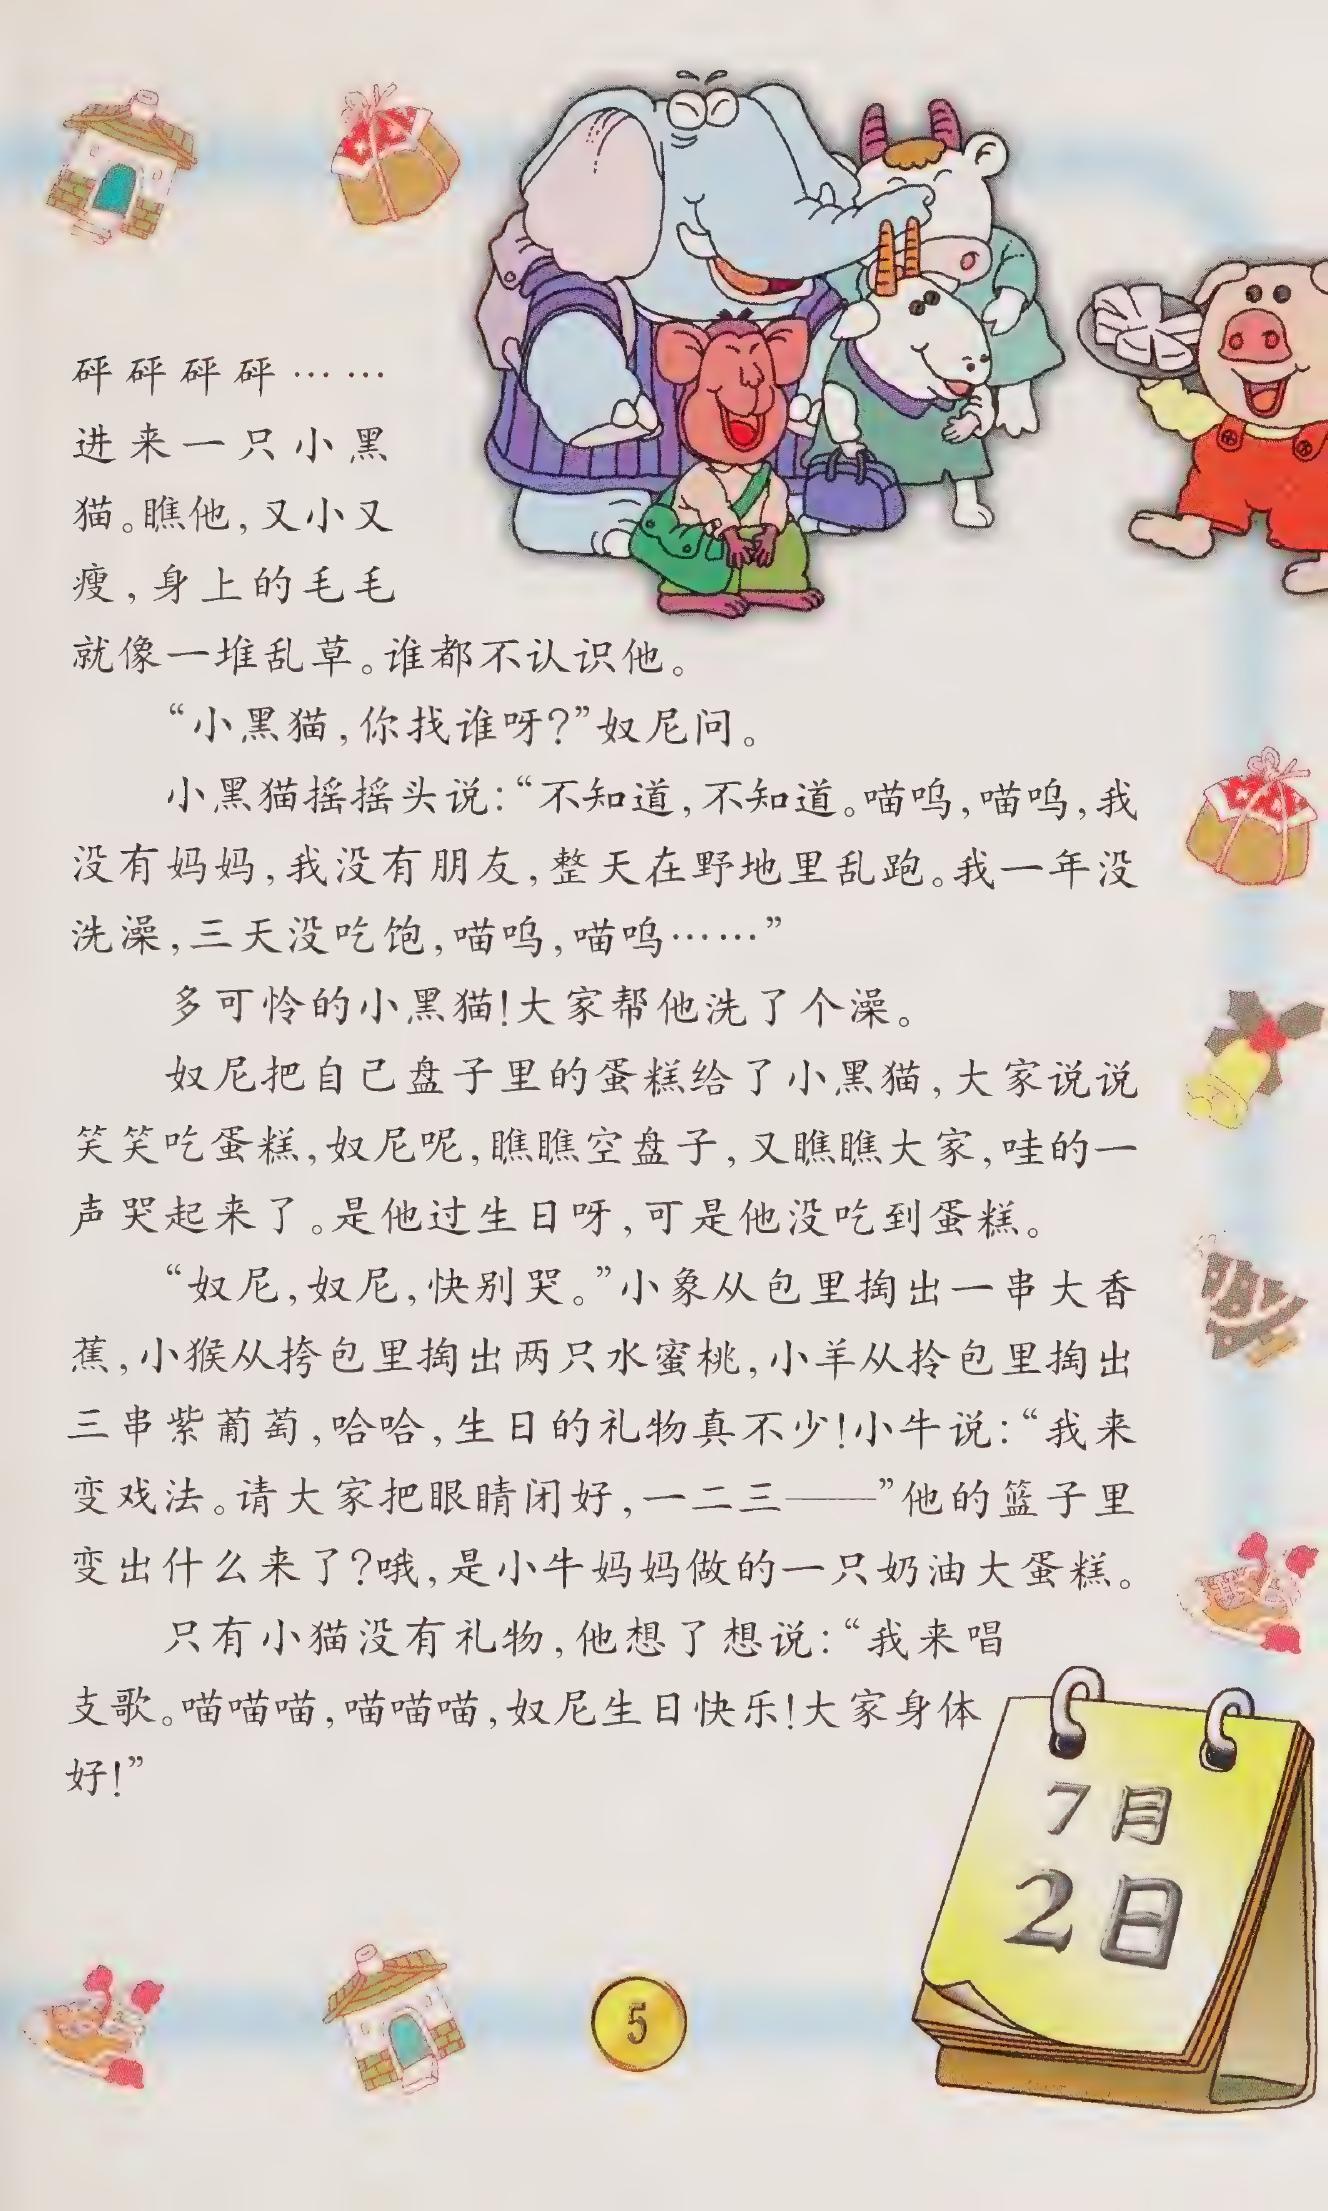 砰砰砰砰……
进来一只小黑
猫。瞧他,又小又
瘦,身上的毛毛
就像一堆乱草。谁都不认识他。
“小黑猫,你找谁呀?”奴尼问。
小黑猫摇摇头说:“不知道,不知道。喵呜,喵呜,我
没有妈妈,我没有朋友,整天在野地里乱跑。我一年没
洗澡,三天没吃饱,喵呜,喵呜……”
多可怜的小黑猫!大家帮他洗了个澡。
奴尼把自己盘子里的蛋糕给了小黑猫,大家说说
笑笑吃蛋糕,奴尼呢,瞧瞧空盘子,又瞧瞧大家,哇的一
声哭起来了。是他过生日呀,可是他没吃到蛋糕。
“奴尼,奴尼,快别哭。”小象从包里掏出一串大香
蕉,小猴从挎包里掏出两只水蜜桃,小羊从拎包里掏出
三串紫葡萄,哈哈,生日的礼物真不少!小牛说:“我来
变戏法。请大家把眼睛闭好,一二三——”他的篮子里
变出什么来了?哦,是小牛妈妈做的一只奶油大蛋糕。
只有小猫没有礼物,他想了想说:“我来唱
支歌。喵喵喵,喵喵喵,奴尼生日快乐!大家身体
好!”
7月
2日
5